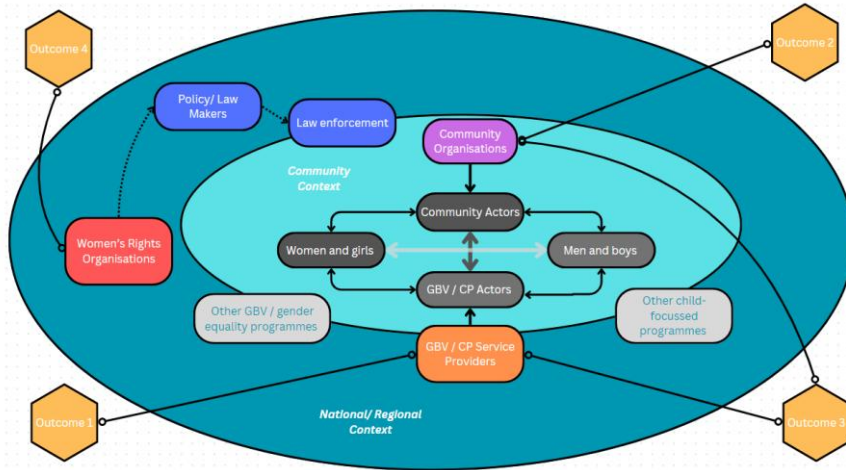 Outcome 4
Outcome 2
Policy/ Law
Makers
Law enforcement
Community
Organisations
Community
Context
Community Actors
Women's Rights
Organisations
Women and girls
Men and boys
GBV / CP Actors
Other GBV / gender
equality programmes
Other child-
focussed
programmes
GBV / CP Service
Providers
Outcome 1
National/ Regional
Context
Outcome 3